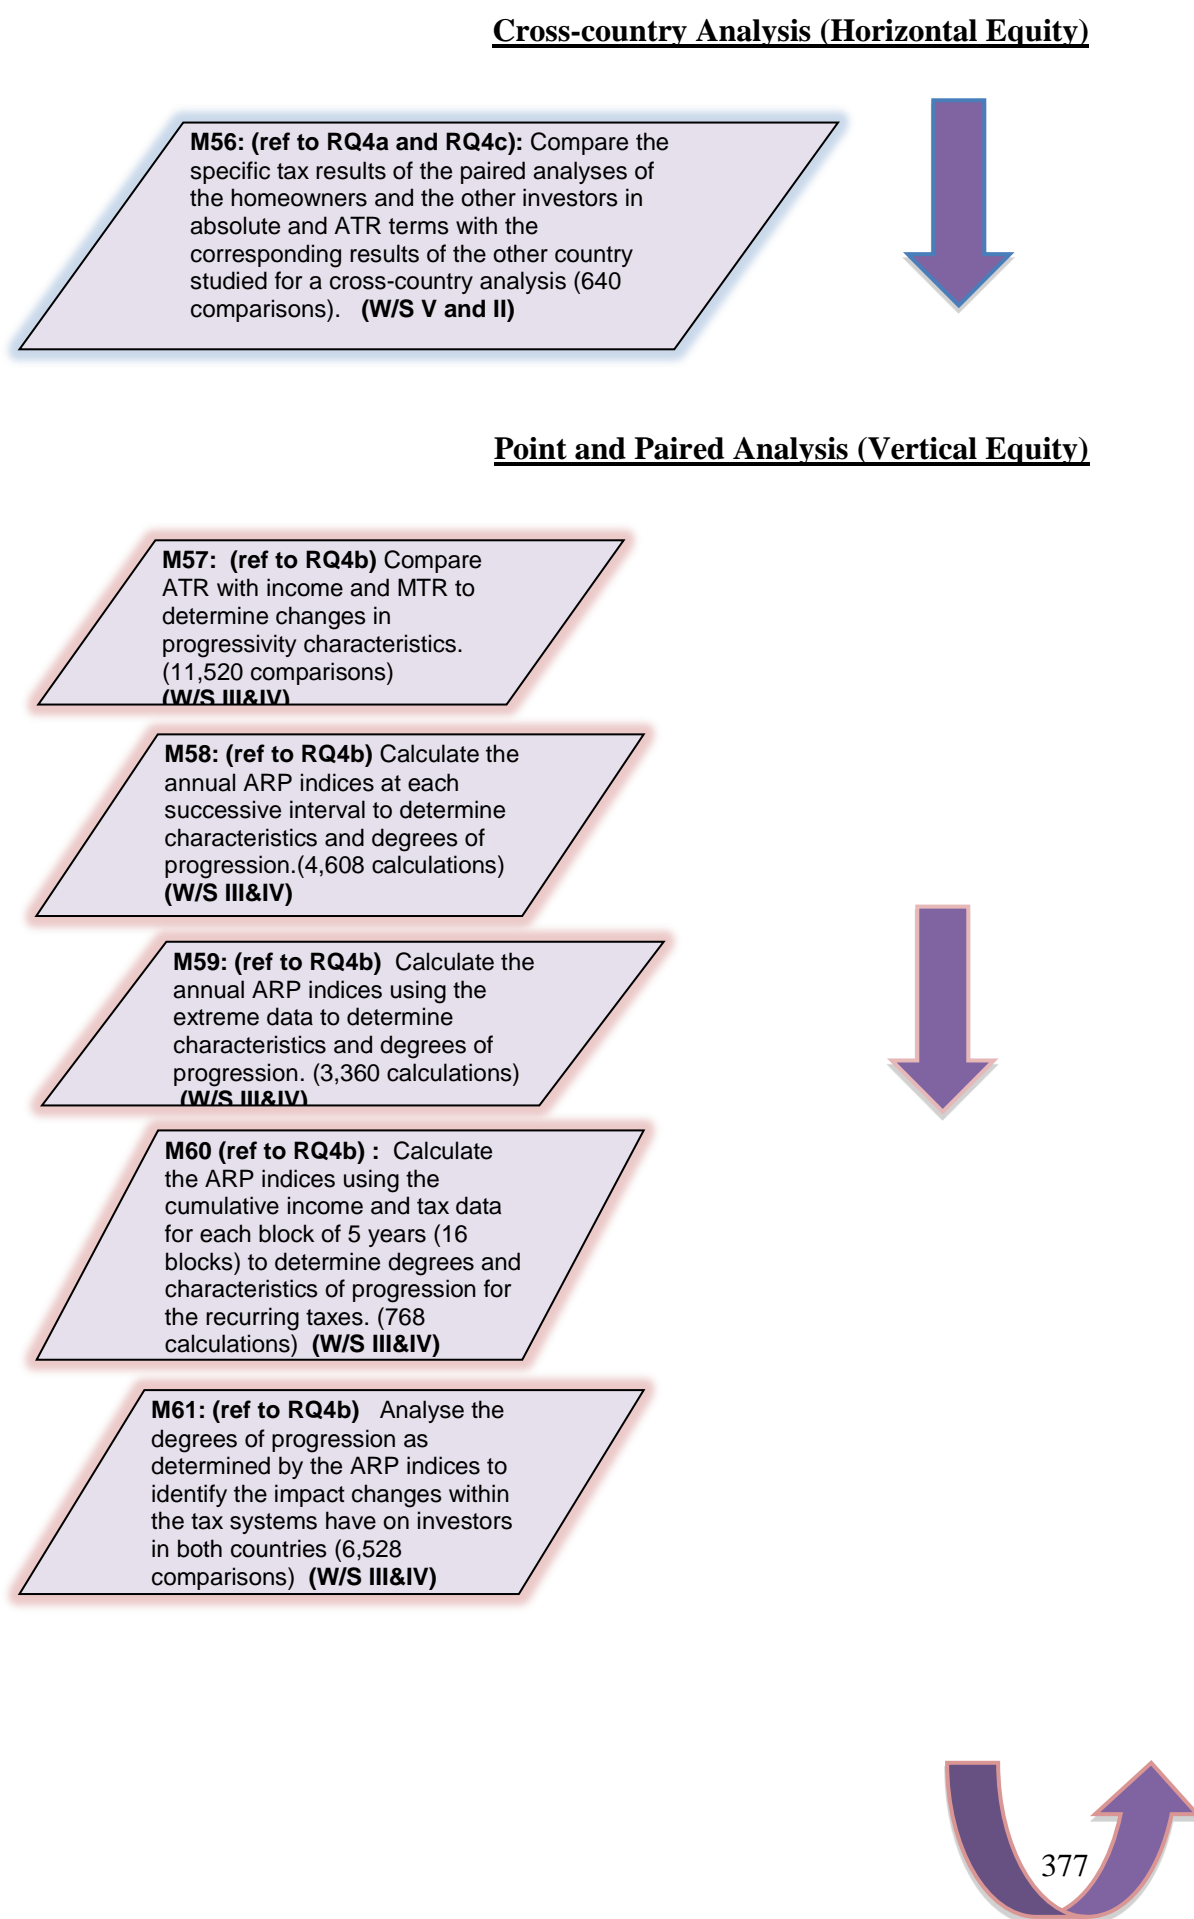 Cross-country Analysis (Horizontal Equity)
M56: (ref to RQ4a and RQ4c): Compare the
specific tax results of the paired analyses of
the homeowners and the other investors in
absolute and ATR terms with the
corresponding results of the other country
studied for a cross-country analysis (640
comparisons).   (W/S V and II)
Point and Paired Analysis (Vertical Equity)
M57:  (ref to RQ4b) Compare
ATR with income and MTR to
determine changes in
progressivity characteristics.
(11,520 comparisons)
(W/S III&IV)
M58: (ref to RQ4b) Calculate the
annual ARP indices at each
successive interval to determine
characteristics and degrees of
progression.(4,608 calculations)
(W/S III&IV)
M59: (ref to RQ4b)  Calculate the
annual ARP indices using the
extreme data to determine
characteristics and degrees of
progression. (3,360 calculations)
(W/S III&IV)
M60 (ref to RQ4b) :  Calculate
the ARP indices using the
cumulative income and tax data
for each block of 5 years (16
blocks) to determine degrees and
characteristics of progression for
the recurring taxes. (768
calculations)  (W/S III&IV)
M61: (ref to RQ4b)   Analyse the
degrees of progression as
determined by the ARP indices to
identify the impact changes within
the tax systems have on investors
in both countries (6,528
comparisons)  (W/S III&IV)
377